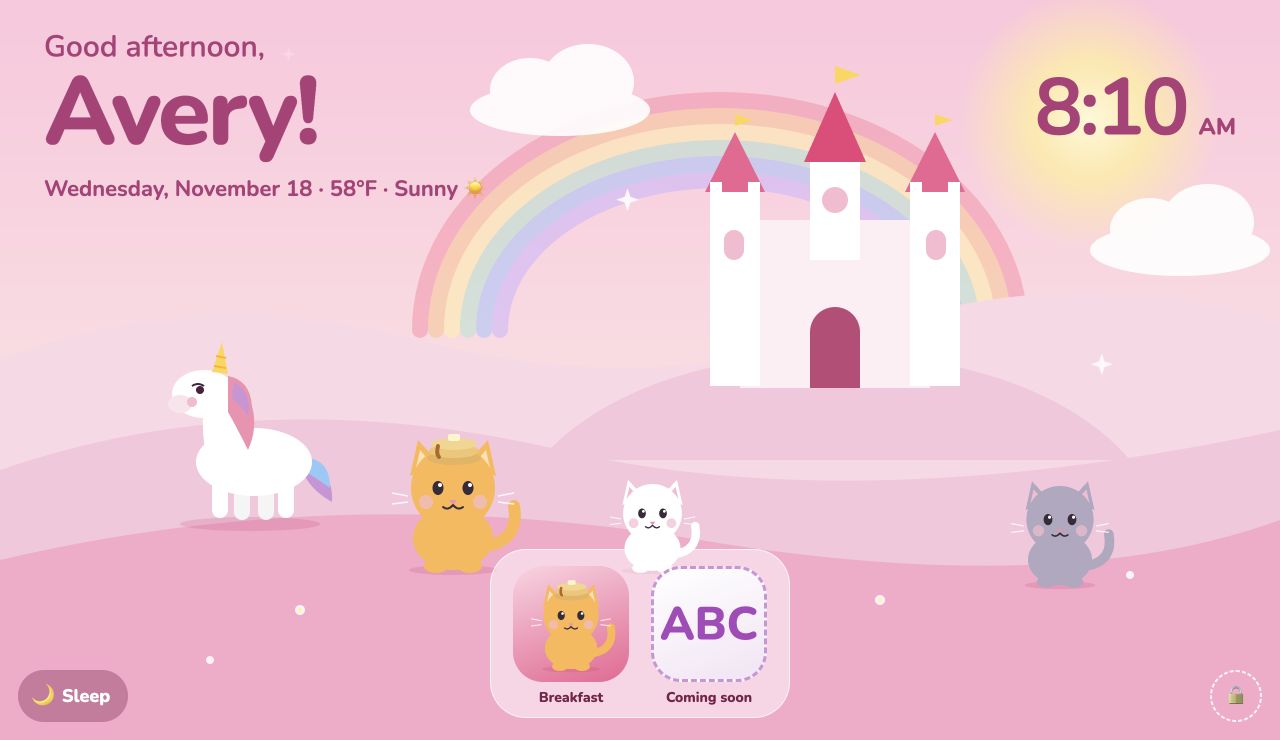 Good afternoon,
Avery!
Wednesday, November 18 · 58°F · Sunny
8:10 AM
ABC
Breakfast
Coming soon
Sleep